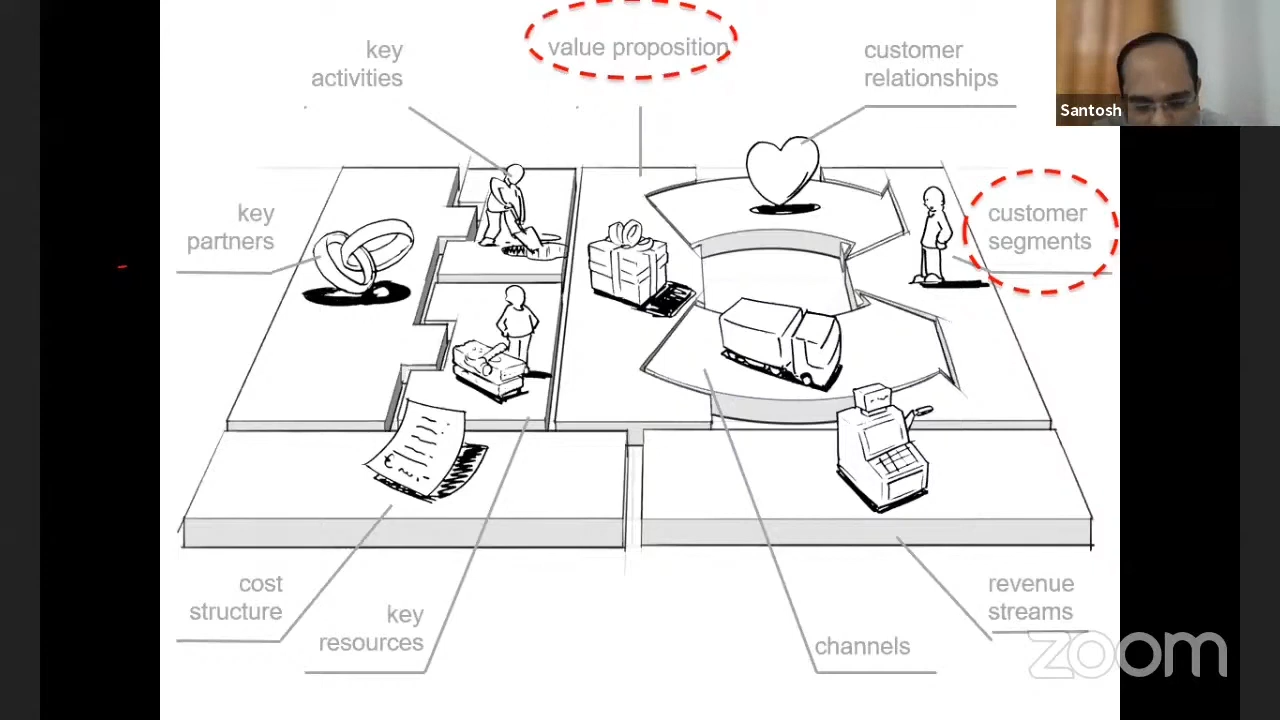 value proposition
key
activities
customer
relationships
Santosh
key
partners
customer
segments
cost
structure
key
resources
channels
revenue
streams
zoom